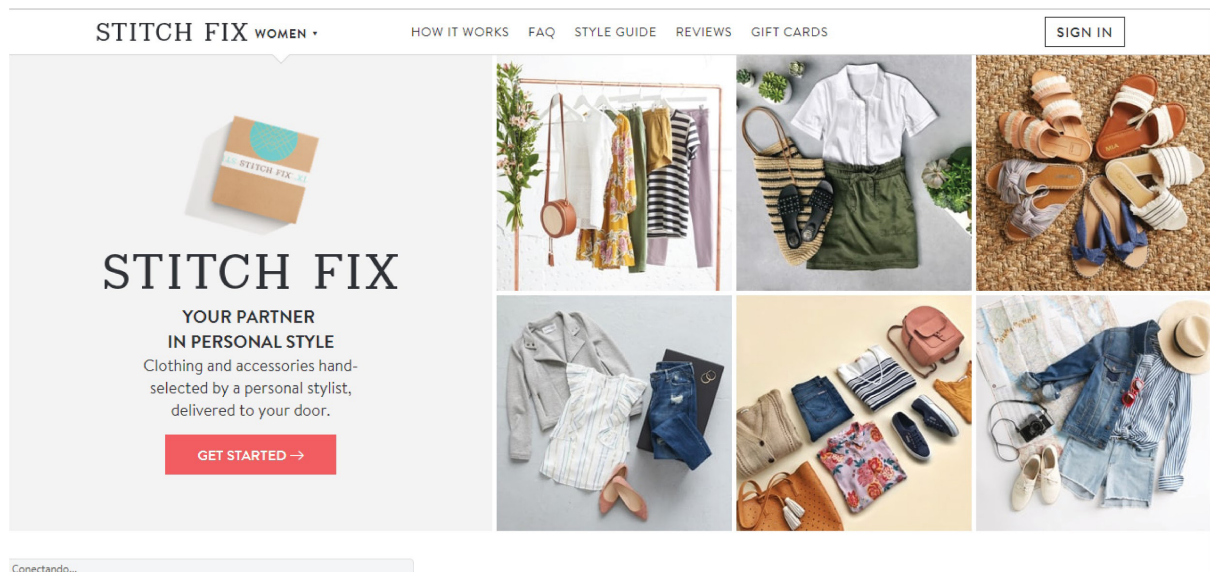 STITCH FIX WOMEN HOW IT WORKS FAQ STYLE GUIDE REVIEWS GIFT CARDS SIGN IN
STITCH FIX
STITCH FIX
YOUR PARTNER
IN PERSONAL STYLE
Clothing and accessories hand-
selected by a personal stylist,
delivered to your door.
GET STARTED →
Conectando...